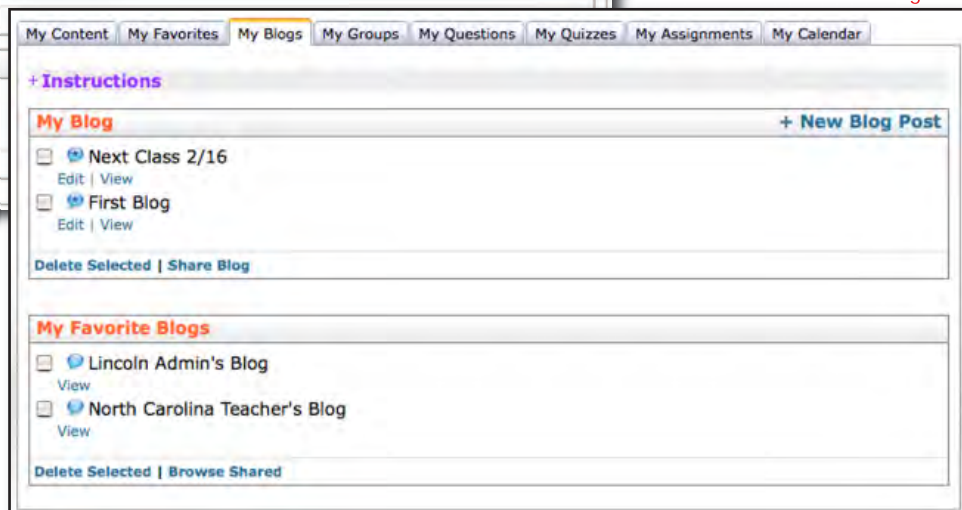 My Content My Favorites My Blogs My Groups My Questions My Quizzes My Assignments My Calendar
+Instructions
My Blog + New Blog Post
Next Class 2/16
Edit | View
First Blog
Edit | View
Delete Selected | Share Blog
My Favorite Blogs
Lincoln Admin's Blog
View
North Carolina Teacher's Blog
View
Delete Selected | Browse Shared